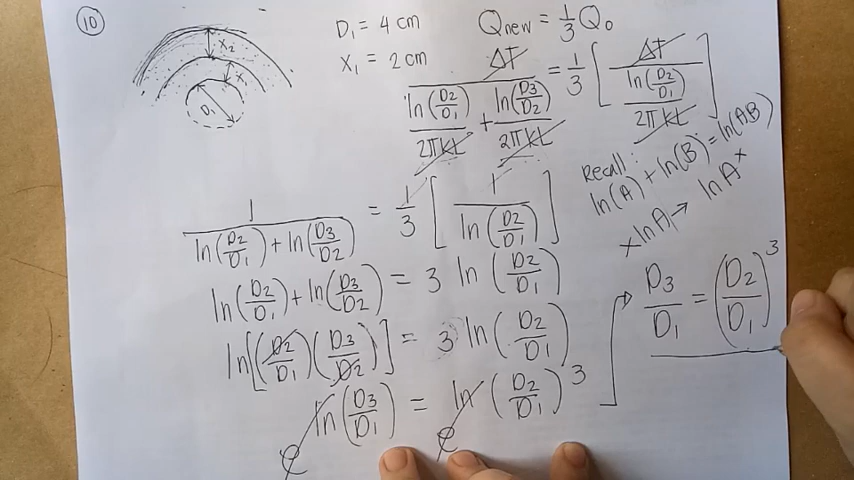 10
D₁ = 4 cm
x₁ = 2 cm
x₂
x₁
D₁
Qnew = 1/3 Q₀
ΔT / (ln(D₂/D₁)/2πkL + ln(D₃/D₂)/2πkL) = 1/3 [ΔT / (ln(D₂/D₁)/2πkL)]
Recall:
ln(A) + ln(B) = ln(AB)
x ln A → ln Aˣ
1 / (ln(D₂/D₁) + ln(D₃/D₂)) = 1/3 [1 / ln(D₂/D₁)]
ln(D₂/D₁) + ln(D₃/D₂) = 3 ln(D₂/D₁)
ln[(D₂/D₁)(D₃/D₂)] = 3 ln(D₂/D₁)
e ln(D₃/D₁) = e ln(D₂/D₁)³
D₃/D₁ = (D₂/D₁)³